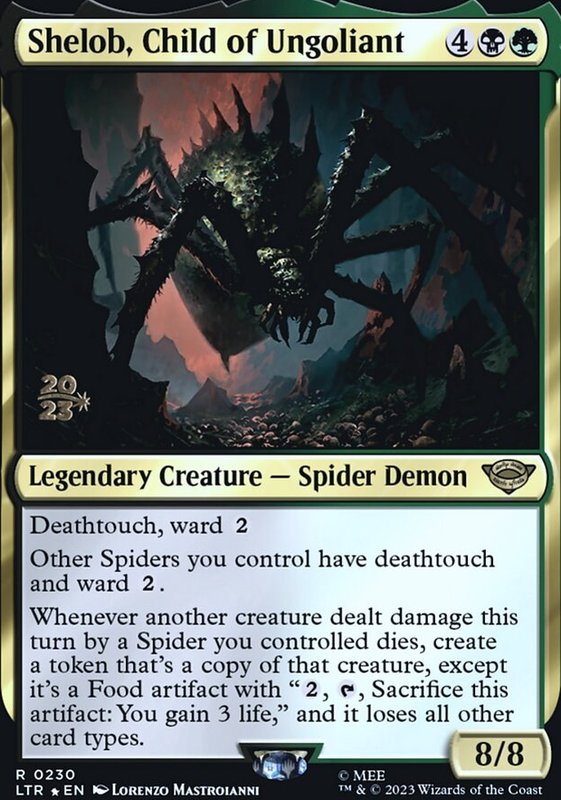 Shelob, Child of Ungoliant 4
20
23
Legendary Creature — Spider Demon
Deathtouch, ward 2
Other Spiders you control have deathtouch
and ward 2.
Whenever another creature dealt damage this
turn by a Spider you controlled dies, create
a token that's a copy of that creature, except
it's a Food artifact with “2, , Sacrifice this
artifact: You gain 3 life,” and it loses all other
card types.
8/8
R 0230
LTR ★ EN Lorenzo Mastroianni
© MEE
™ & © 2023 Wizards of the Coast